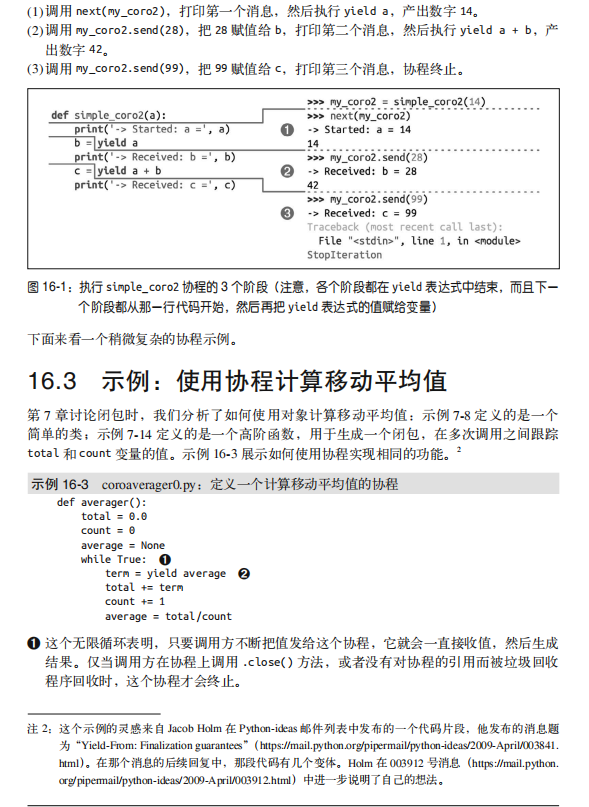 (1) 调用 next(my_coro2)，打印第一个消息，然后执行 yield a，产出数字 14。
(2) 调用 my_coro2.send(28)，把 28 赋值给 b，打印第二个消息，然后执行 yield a + b，产
出数字 42。
(3) 调用 my_coro2.send(99)，把 99 赋值给 c，打印第三个消息，协程终止。
def simple_coro2(a):
print('-> Started: a =', a)
b = yield a
print('-> Received: b =', b)
c = yield a + b
print('-> Received: c =', c)
>>> my_coro2 = simple_coro2(14)
>>> next(my_coro2)
❶ -> Started: a = 14
14
>>> my_coro2.send(28)
❷ -> Received: b = 28
42
>>> my_coro2.send(99)
❸ -> Received: c = 99
Traceback (most recent call last):
File "<stdin>", line 1, in <module>
StopIteration
图 16-1：执行 simple_coro2 协程的 3 个阶段（注意，各个阶段都在 yield 表达式中结束，而且下一
个阶段都从那一行代码开始，然后再把 yield 表达式的值赋给变量）
下面来看一个稍微复杂的协程示例。
16.3 示例：使用协程计算移动平均值
第 7 章讨论闭包时，我们分析了如何使用对象计算移动平均值：示例 7-8 定义的是一个
简单的类；示例 7-14 定义的是一个高阶函数，用于生成一个闭包，在多次调用之间跟踪
total 和 count 变量的值。示例 16-3 展示如何使用协程实现相同的功能。2
示例 16-3 coroaverager0.py：定义一个计算移动平均值的协程
def averager():
total = 0.0
count = 0
average = None
while True: ❶
term = yield average ❷
total += term
count += 1
average = total/count
❶ 这个无限循环表明，只要调用方不断把值发给这个协程，它就会一直接收值，然后生成
结果。仅当调用方在协程上调用 .close() 方法，或者没有对协程的引用而被垃圾回收
程序回收时，这个协程才会终止。
注 2：这个示例的灵感来自 Jacob Holm 在 Python-ideas 邮件列表中发布的一个代码片段，他发布的消息题
为“Yield-From: Finalization guarantees”（https://mail.python.org/pipermail/python-ideas/2009-April/003841.
html）。在那个消息的后续回复中，那段代码有几个变体。Holm 在 003912 号消息（https://mail.python.
org/pipermail/python-ideas/2009-April/003912.html）中进一步说明了自己的想法。